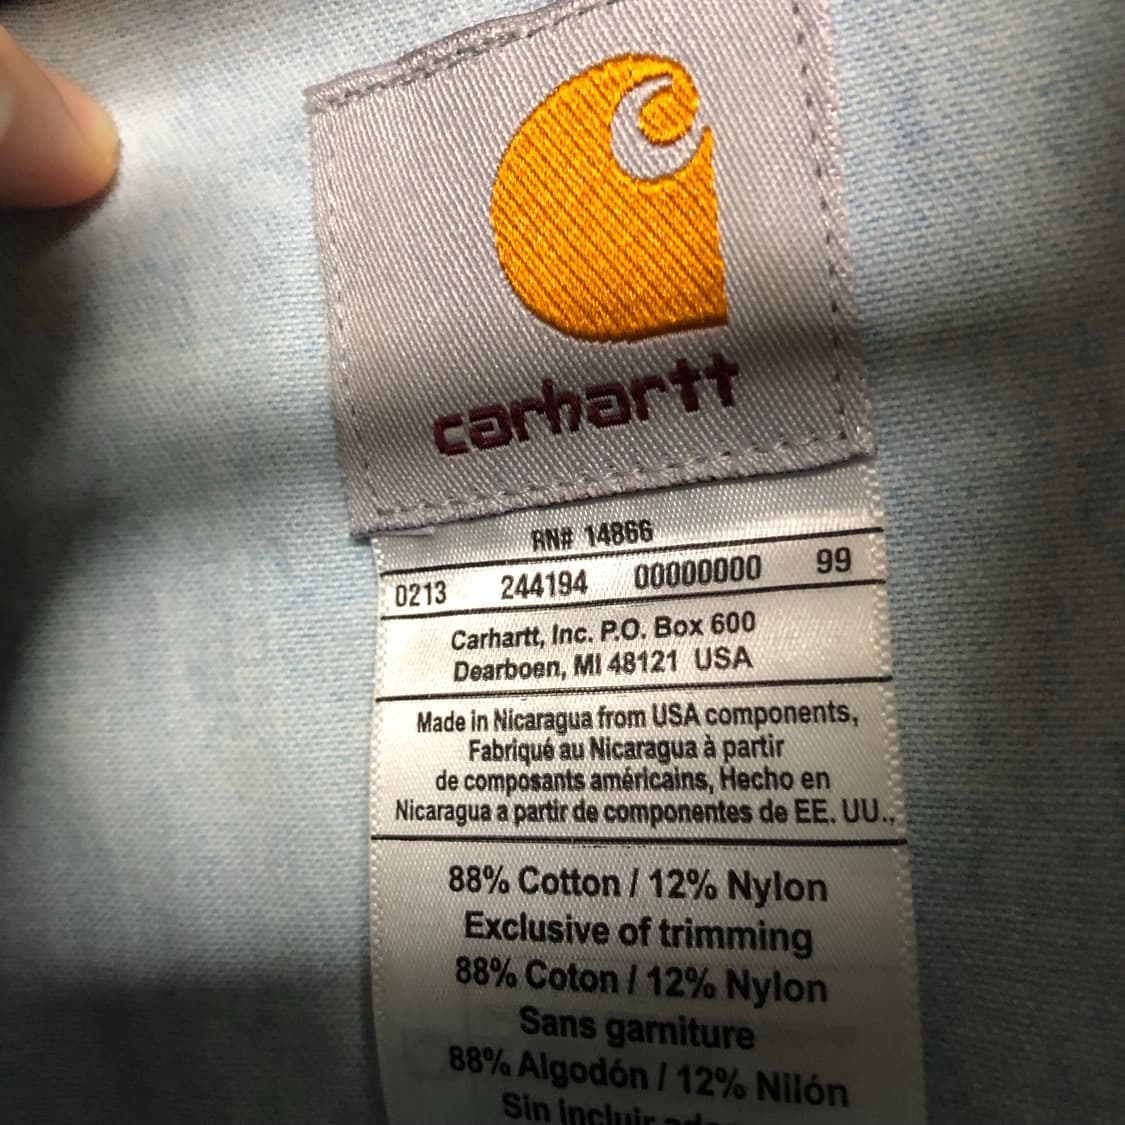 carhartt
RN# 14866
0213 244194 00000000 99
Carhartt, Inc. P.O. Box 600
Dearboen, MI 48121 USA
Made in Nicaragua from USA components,
Fabriqué au Nicaragua à partir
de composants américains, Hecho en
Nicaragua a partir de componentes de EE. UU.,
88% Cotton / 12% Nylon
Exclusive of trimming
88% Coton / 12% Nylon
Sans garniture
88% Algodón / 12% Nilón
Sin incluir